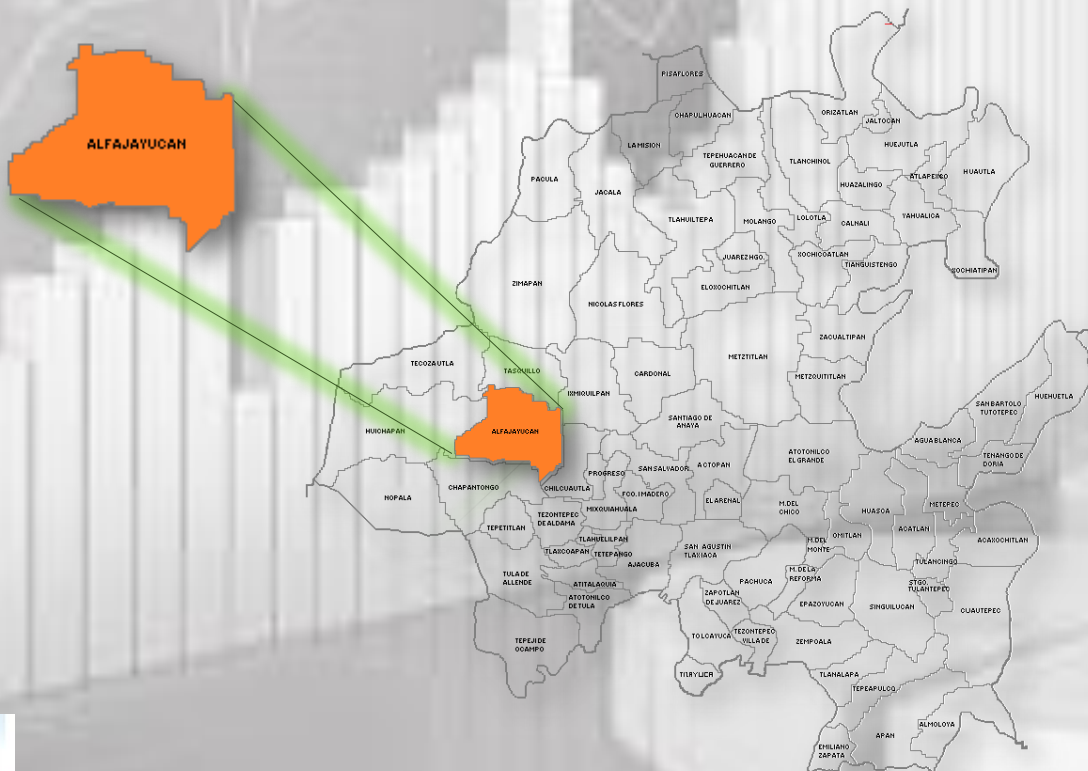 ALFAJAYUCAN
PISAFLORES
CHAPULHUACAN
LA MISION
ORIZATLAN
JALTOCAN
HUEJUTLA
TEPEHUACAN DE
GUERRERO
TLANCHINOL
PACULA
JACALA
HUAZALINGO
ATLAPEXCO
HUAUTLA
TLAHUILTEPA
MOLANGO
LOLOTLA
CALNALI
YAHUALICA
JUAREZ HGO
XOCHICOATLAN
TIANGUISTENGO
XOCHIATIPAN
ZIMAPAN
ELOXOCHITLAN
NICOLAS FLORES
ZACUALTIPAN
TECOZAUTLA
TASQUILLO
CARDONAL
METZTITLAN
METZQUITITLAN
IXMIQUILPAN
HUEHUETLA
SAN BARTOLO
TUTOTEPEC
HUICHAPAN
ALFAJAYUCAN
SANTIAGO DE
ANAYA
AGUA BLANCA
ATOTONILCO
EL GRANDE
TENANGO DE
DORIA
NOPALA
CHAPANTONGO
CHILCUAUTLA
PROGRESO
SAN SALVADOR
ACTOPAN
FCO. I MADERO
EL ARENAL
M. DEL
CHICO
HUASCA
METEPEC
MIXQUIAHUALA
TEPETITLAN
TEZONTEPEC
DE ALDAMA
ACATLAN
OMITLAN
ACAXOCHITLAN
TLAHUELILPAN
TLAXCOAPAN
TETEPANGO
AJACUBA
SAN AGUSTIN
TLAXIACA
M. DEL
MONTE
TULANCINGO
TULA DE
ALLENDE
ATITALAQUIA
ATOTONILCO
DE TULA
PACHUCA
M. DE LA
REFORMA
STGO.
TULANTEPEC
ZAPOTLAN
DE JUAREZ
EPAZOYUCAN
SINGUILUCAN
CUAUTEPEC
TEPEJI DE
OCAMPO
TOLCAYUCA
TEZONTEPEC
VILLA DE
ZEMPOALA
TIZAYUCA
TLANALAPA
TEPEAPULCO
ALMOLOYA
APAN
EMILIANO
ZAPATA